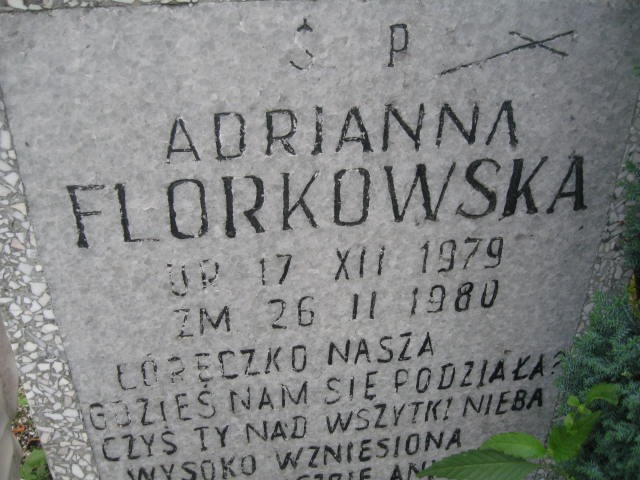 Ś P
ADRIANNA
FLORKOWSKA
UR 17 XII 1979
ZM 26 II 1980
ŁÓRĘCZKO NASZA
GDZIEŚ NAM SIĘ PODZIAŁA?
CZYŚ TY NAD WSZYTKI NIEBA
WYSOKO WZNIESIONA